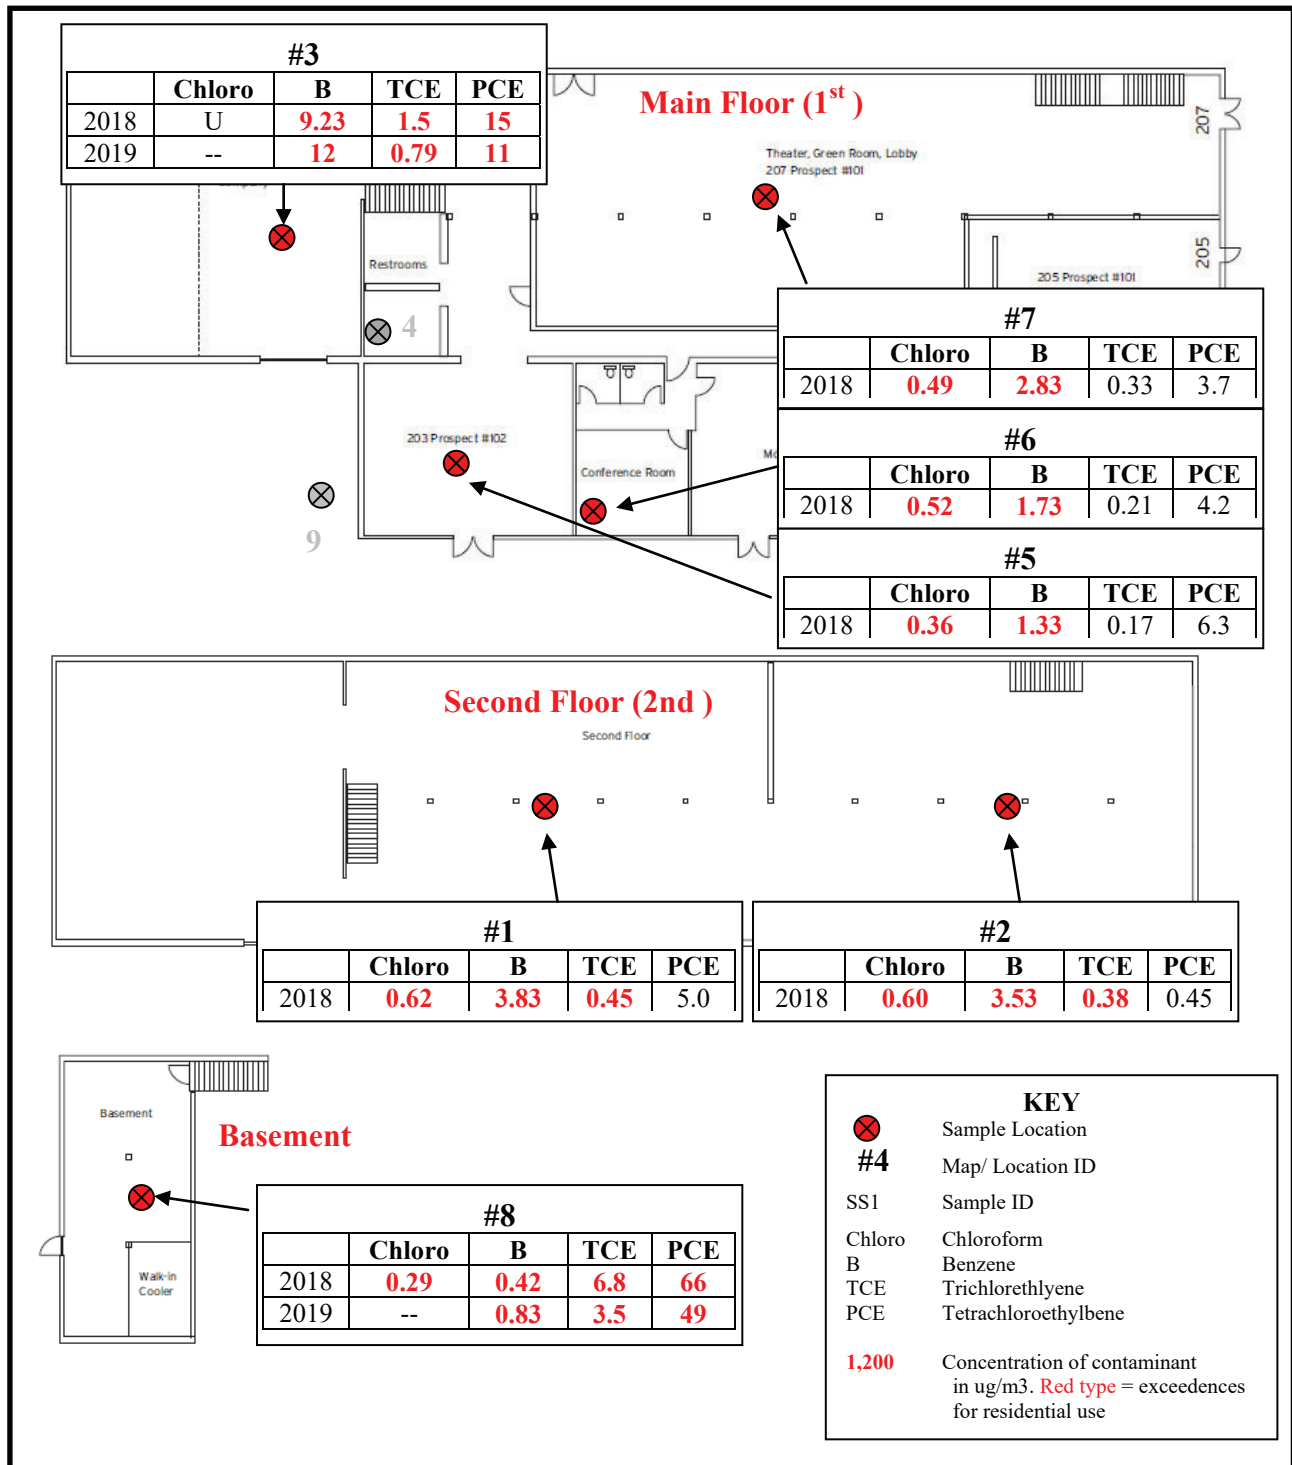 #3
Chloro B TCE PCE
2018 U 9.23 1.5 15
2019 -- 12 0.79 11
Main Floor (1st )
207
Theater, Green Room, Lobby
207 Prospect #101
Restrooms
205
205 Prospect #101
4
#7
Chloro B TCE PCE
2018 0.49 2.83 0.33 3.7
203 Prospect #102
#6
Chloro B TCE PCE
2018 0.52 1.73 0.21 4.2
Conference Room
9
#5
Chloro B TCE PCE
2018 0.36 1.33 0.17 6.3
Second Floor (2nd )
Second Floor
#1
Chloro B TCE PCE
2018 0.62 3.83 0.45 5.0
#2
Chloro B TCE PCE
2018 0.60 3.53 0.38 0.45
Basement
Basement
Walk-in
Cooler
#8
Chloro B TCE PCE
2018 0.29 0.42 6.8 66
2019 -- 0.83 3.5 49
KEY
Sample Location
#4 Map/ Location ID
SS1 Sample ID
Chloro Chloroform
B Benzene
TCE Trichlorethlyene
PCE Tetrachloroethylbene
1,200 Concentration of contaminant
in ug/m3. Red type = exceedences
for residential use